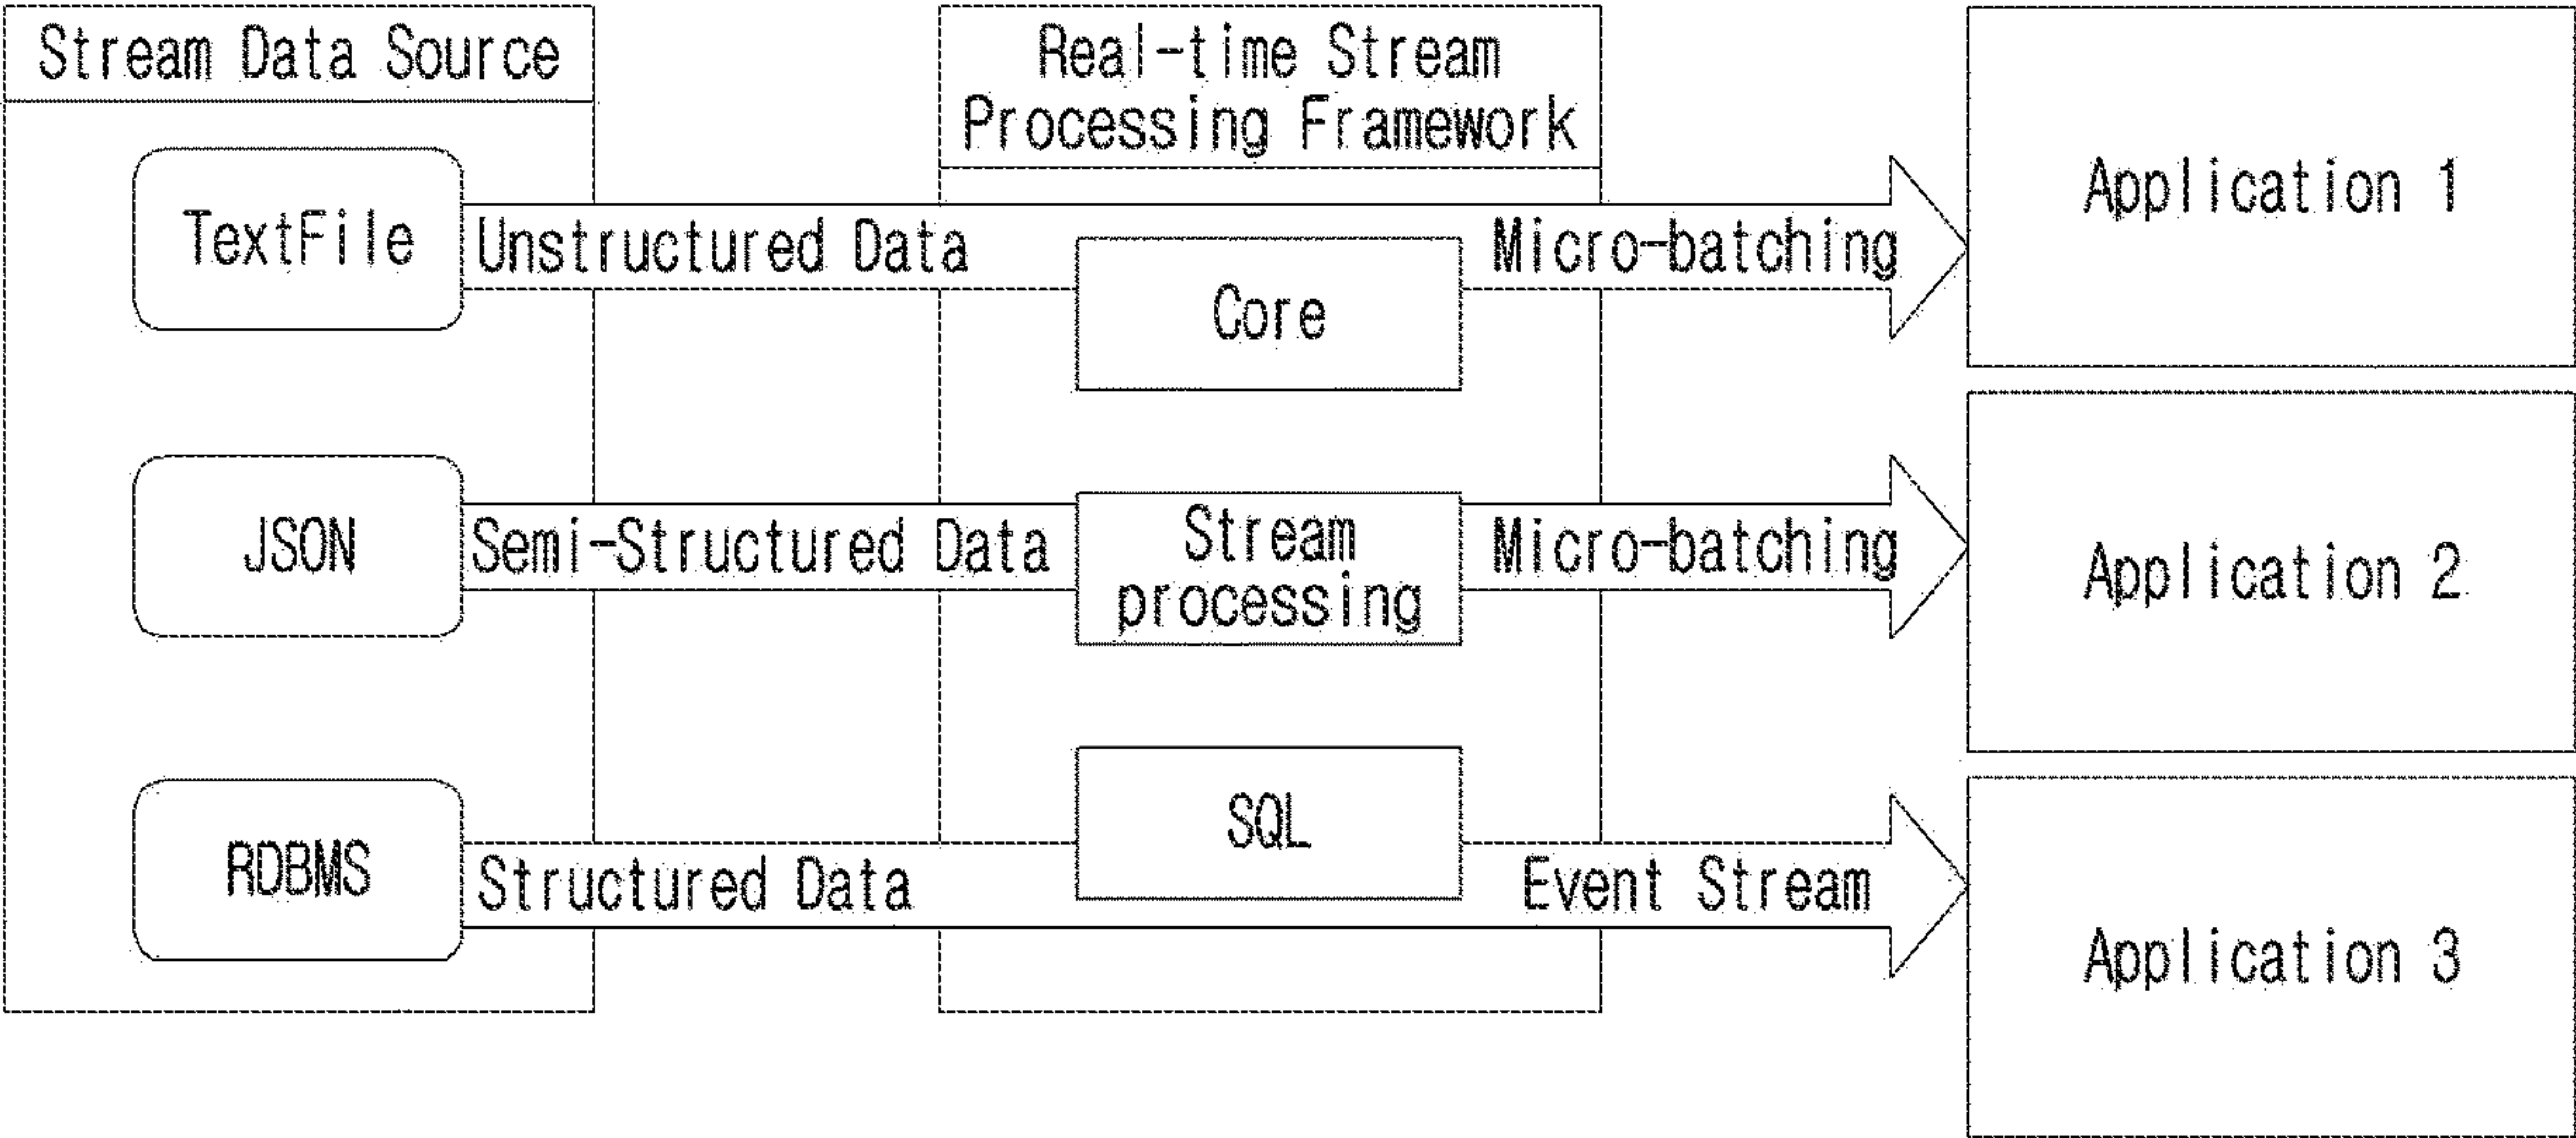 Stream Data Source
Real-time Stream
Processing Framework
Application 1
TextFile
Unstructured Data
Core
Micro-batching
JSON
Semi-Structured Data
Stream
processing
Micro-batching
Application 2
RDBMS
Structured Data
SQL
Event Stream
Application 3